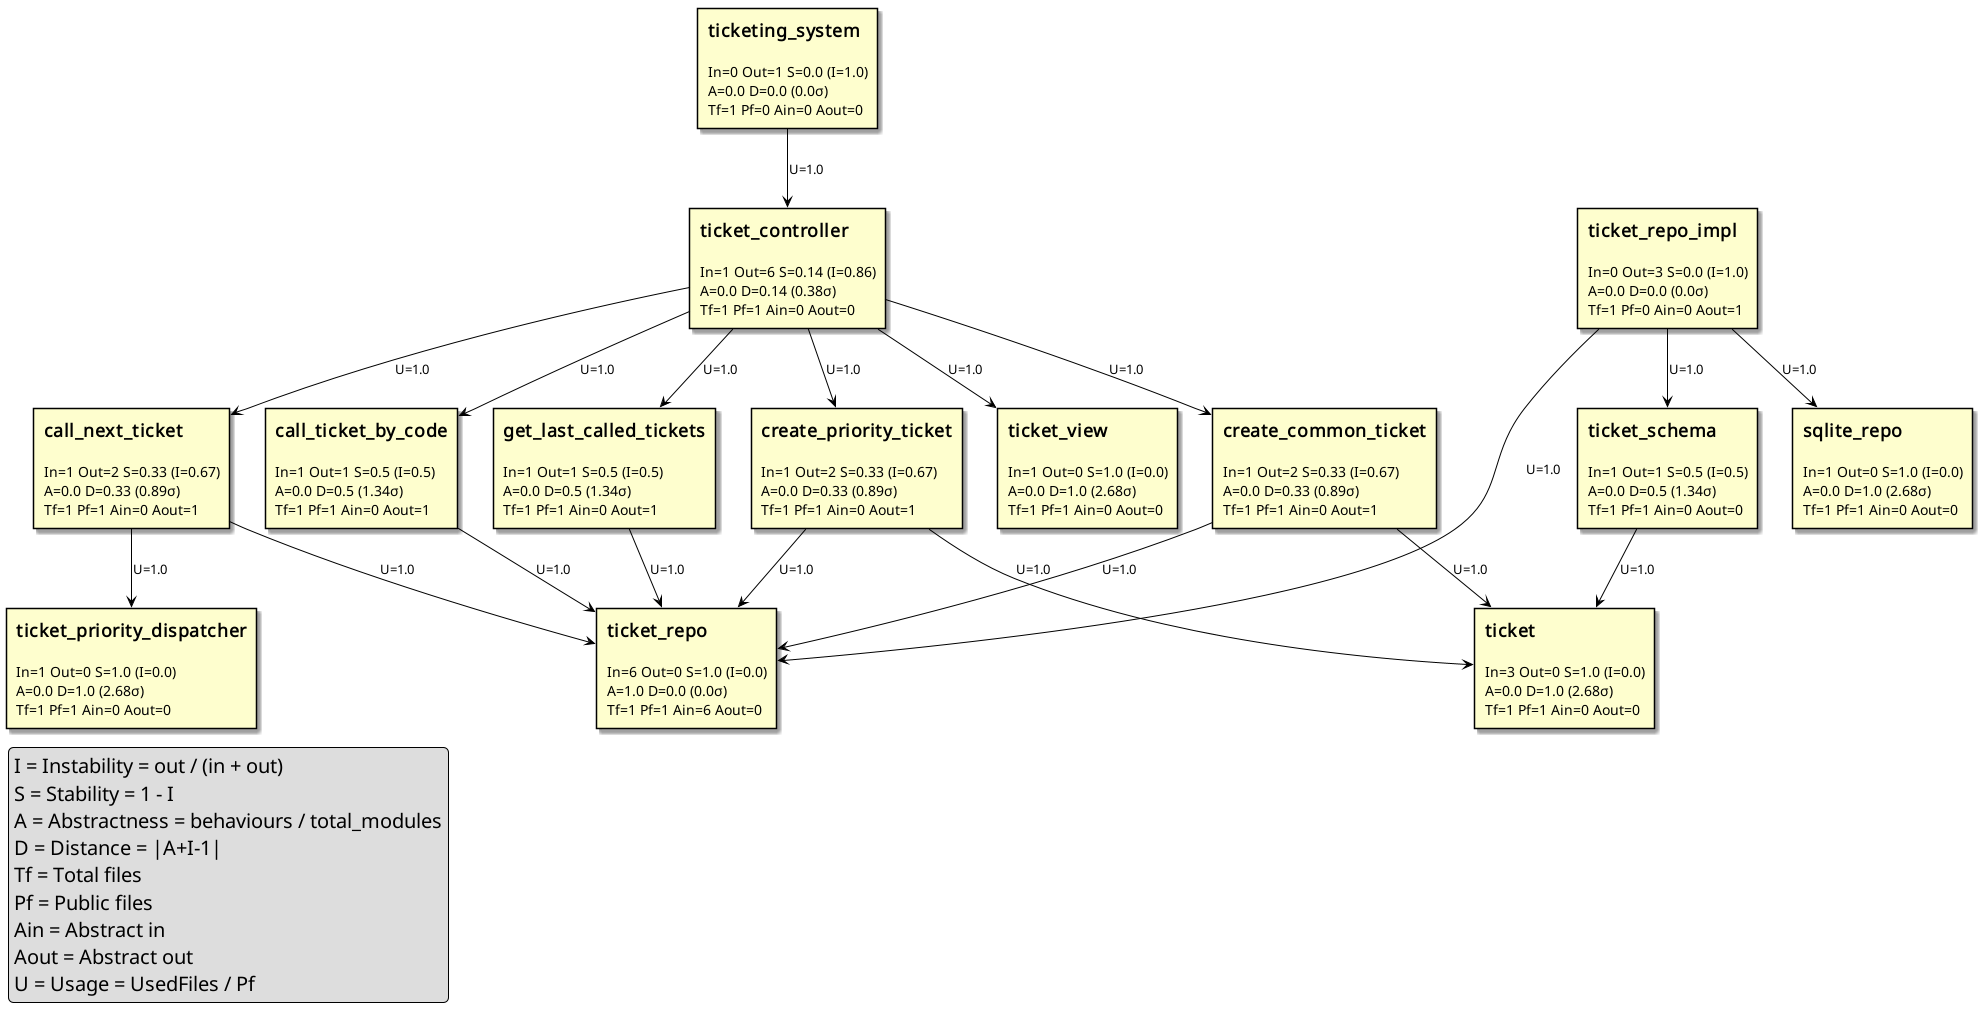 ticketing_system
In=0 Out=1 S=0.0 (I=1.0)
A=0.0 D=0.0 (0.0σ)
Tf=1 Pf=0 Ain=0 Aout=0
U=1.0
ticket_controller
In=1 Out=6 S=0.14 (I=0.86)
A=0.0 D=0.14 (0.38σ)
Tf=1 Pf=1 Ain=0 Aout=0
ticket_repo_impl
In=0 Out=3 S=0.0 (I=1.0)
A=0.0 D=0.0 (0.0σ)
Tf=1 Pf=0 Ain=0 Aout=1
U=1.0
U=1.0
U=1.0
U=1.0
U=1.0
U=1.0
U=1.0
U=1.0
call_next_ticket
In=1 Out=2 S=0.33 (I=0.67)
A=0.0 D=0.33 (0.89σ)
Tf=1 Pf=1 Ain=0 Aout=1
call_ticket_by_code
In=1 Out=1 S=0.5 (I=0.5)
A=0.0 D=0.5 (1.34σ)
Tf=1 Pf=1 Ain=0 Aout=1
get_last_called_tickets
In=1 Out=1 S=0.5 (I=0.5)
A=0.0 D=0.5 (1.34σ)
Tf=1 Pf=1 Ain=0 Aout=1
create_priority_ticket
In=1 Out=2 S=0.33 (I=0.67)
A=0.0 D=0.33 (0.89σ)
Tf=1 Pf=1 Ain=0 Aout=1
ticket_view
In=1 Out=0 S=1.0 (I=0.0)
A=0.0 D=1.0 (2.68σ)
Tf=1 Pf=1 Ain=0 Aout=0
create_common_ticket
In=1 Out=2 S=0.33 (I=0.67)
A=0.0 D=0.33 (0.89σ)
Tf=1 Pf=1 Ain=0 Aout=1
U=1.0
ticket_schema
In=1 Out=1 S=0.5 (I=0.5)
A=0.0 D=0.5 (1.34σ)
Tf=1 Pf=1 Ain=0 Aout=0
sqlite_repo
In=1 Out=0 S=1.0 (I=0.0)
A=0.0 D=1.0 (2.68σ)
Tf=1 Pf=1 Ain=0 Aout=0
U=1.0
U=1.0
U=1.0
U=1.0
U=1.0
U=1.0
U=1.0
U=1.0
U=1.0
ticket_priority_dispatcher
In=1 Out=0 S=1.0 (I=0.0)
A=0.0 D=1.0 (2.68σ)
Tf=1 Pf=1 Ain=0 Aout=0
ticket_repo
In=6 Out=0 S=1.0 (I=0.0)
A=1.0 D=0.0 (0.0σ)
Tf=1 Pf=1 Ain=6 Aout=0
ticket
In=3 Out=0 S=1.0 (I=0.0)
A=0.0 D=1.0 (2.68σ)
Tf=1 Pf=1 Ain=0 Aout=0
I = Instability = out / (in + out)
S = Stability = 1 - I
A = Abstractness = behaviours / total_modules
D = Distance = |A+I-1|
Tf = Total files
Pf = Public files
Ain = Abstract in
Aout = Abstract out
U = Usage = UsedFiles / Pf